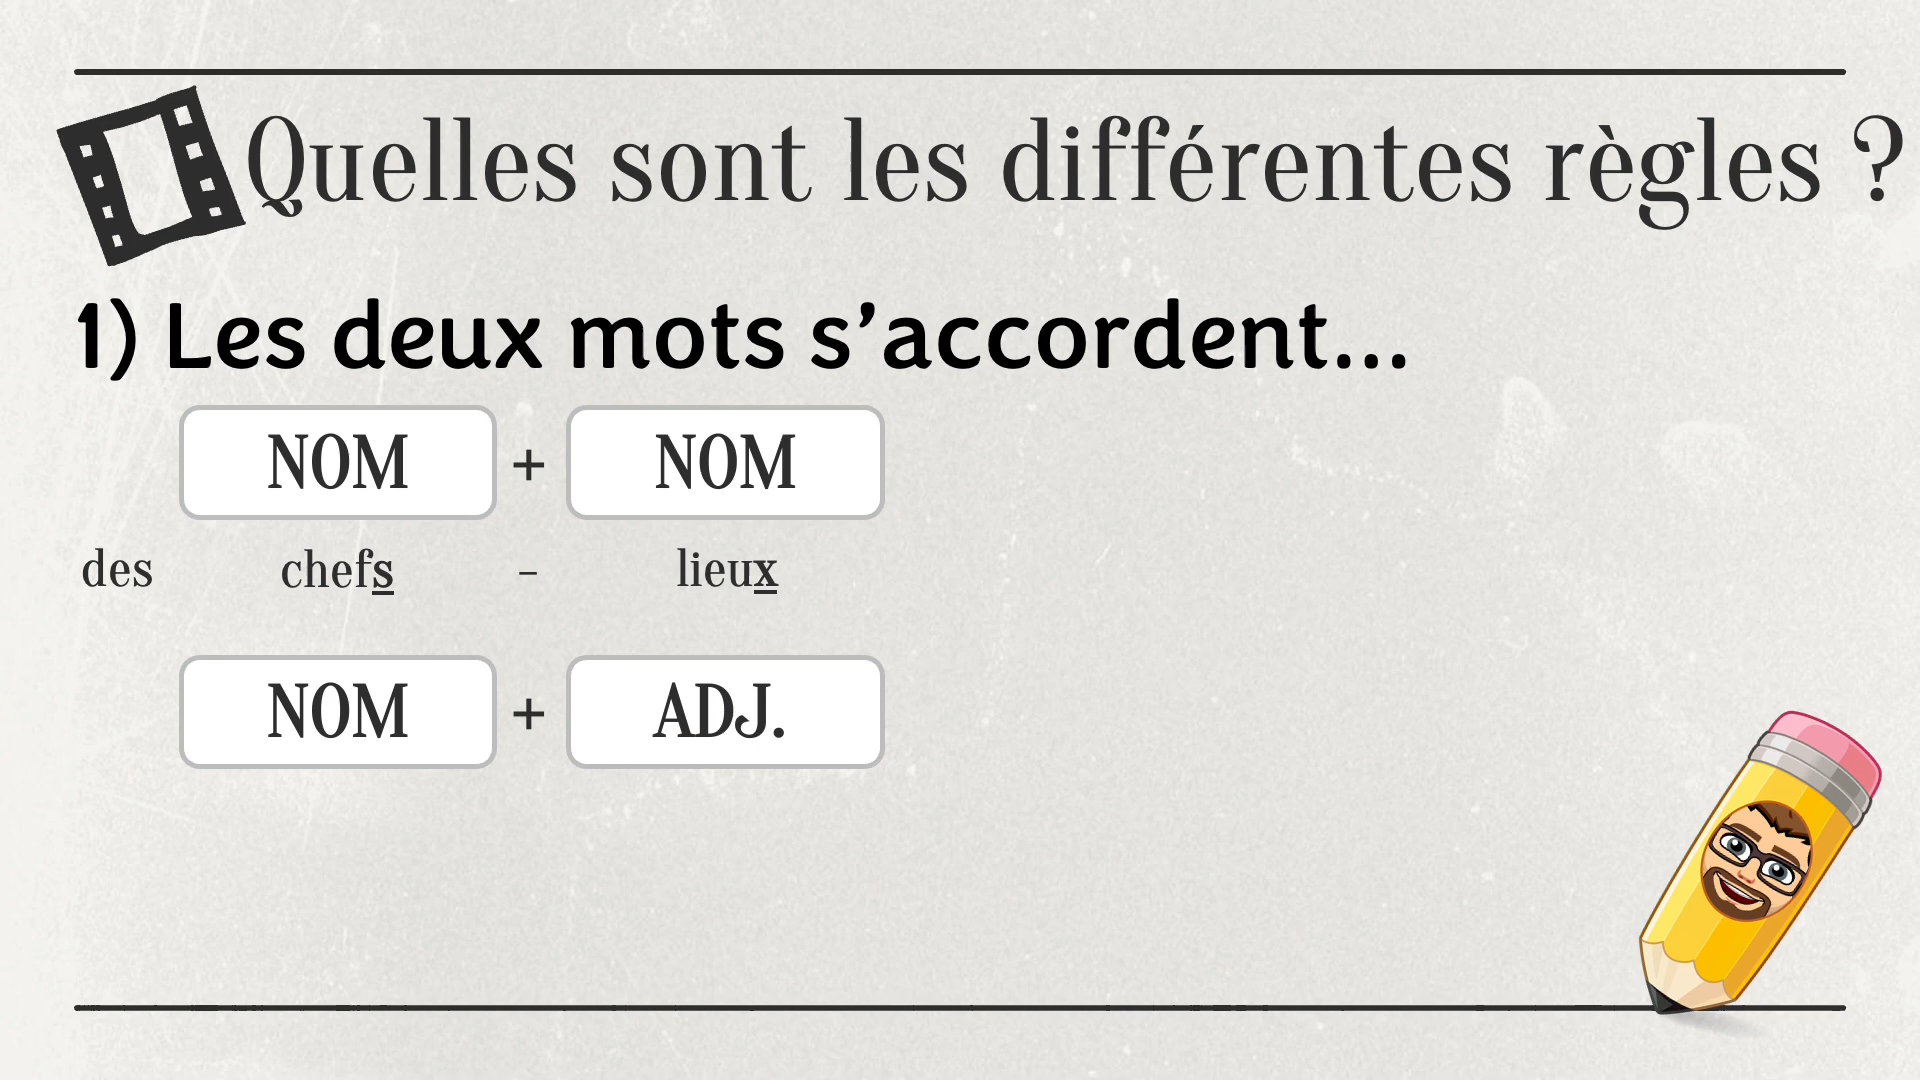 Quelles sont les différentes règles ?
1) Les deux mots s’accordent...
NOM + NOM
des chefs - lieux
NOM + ADJ.